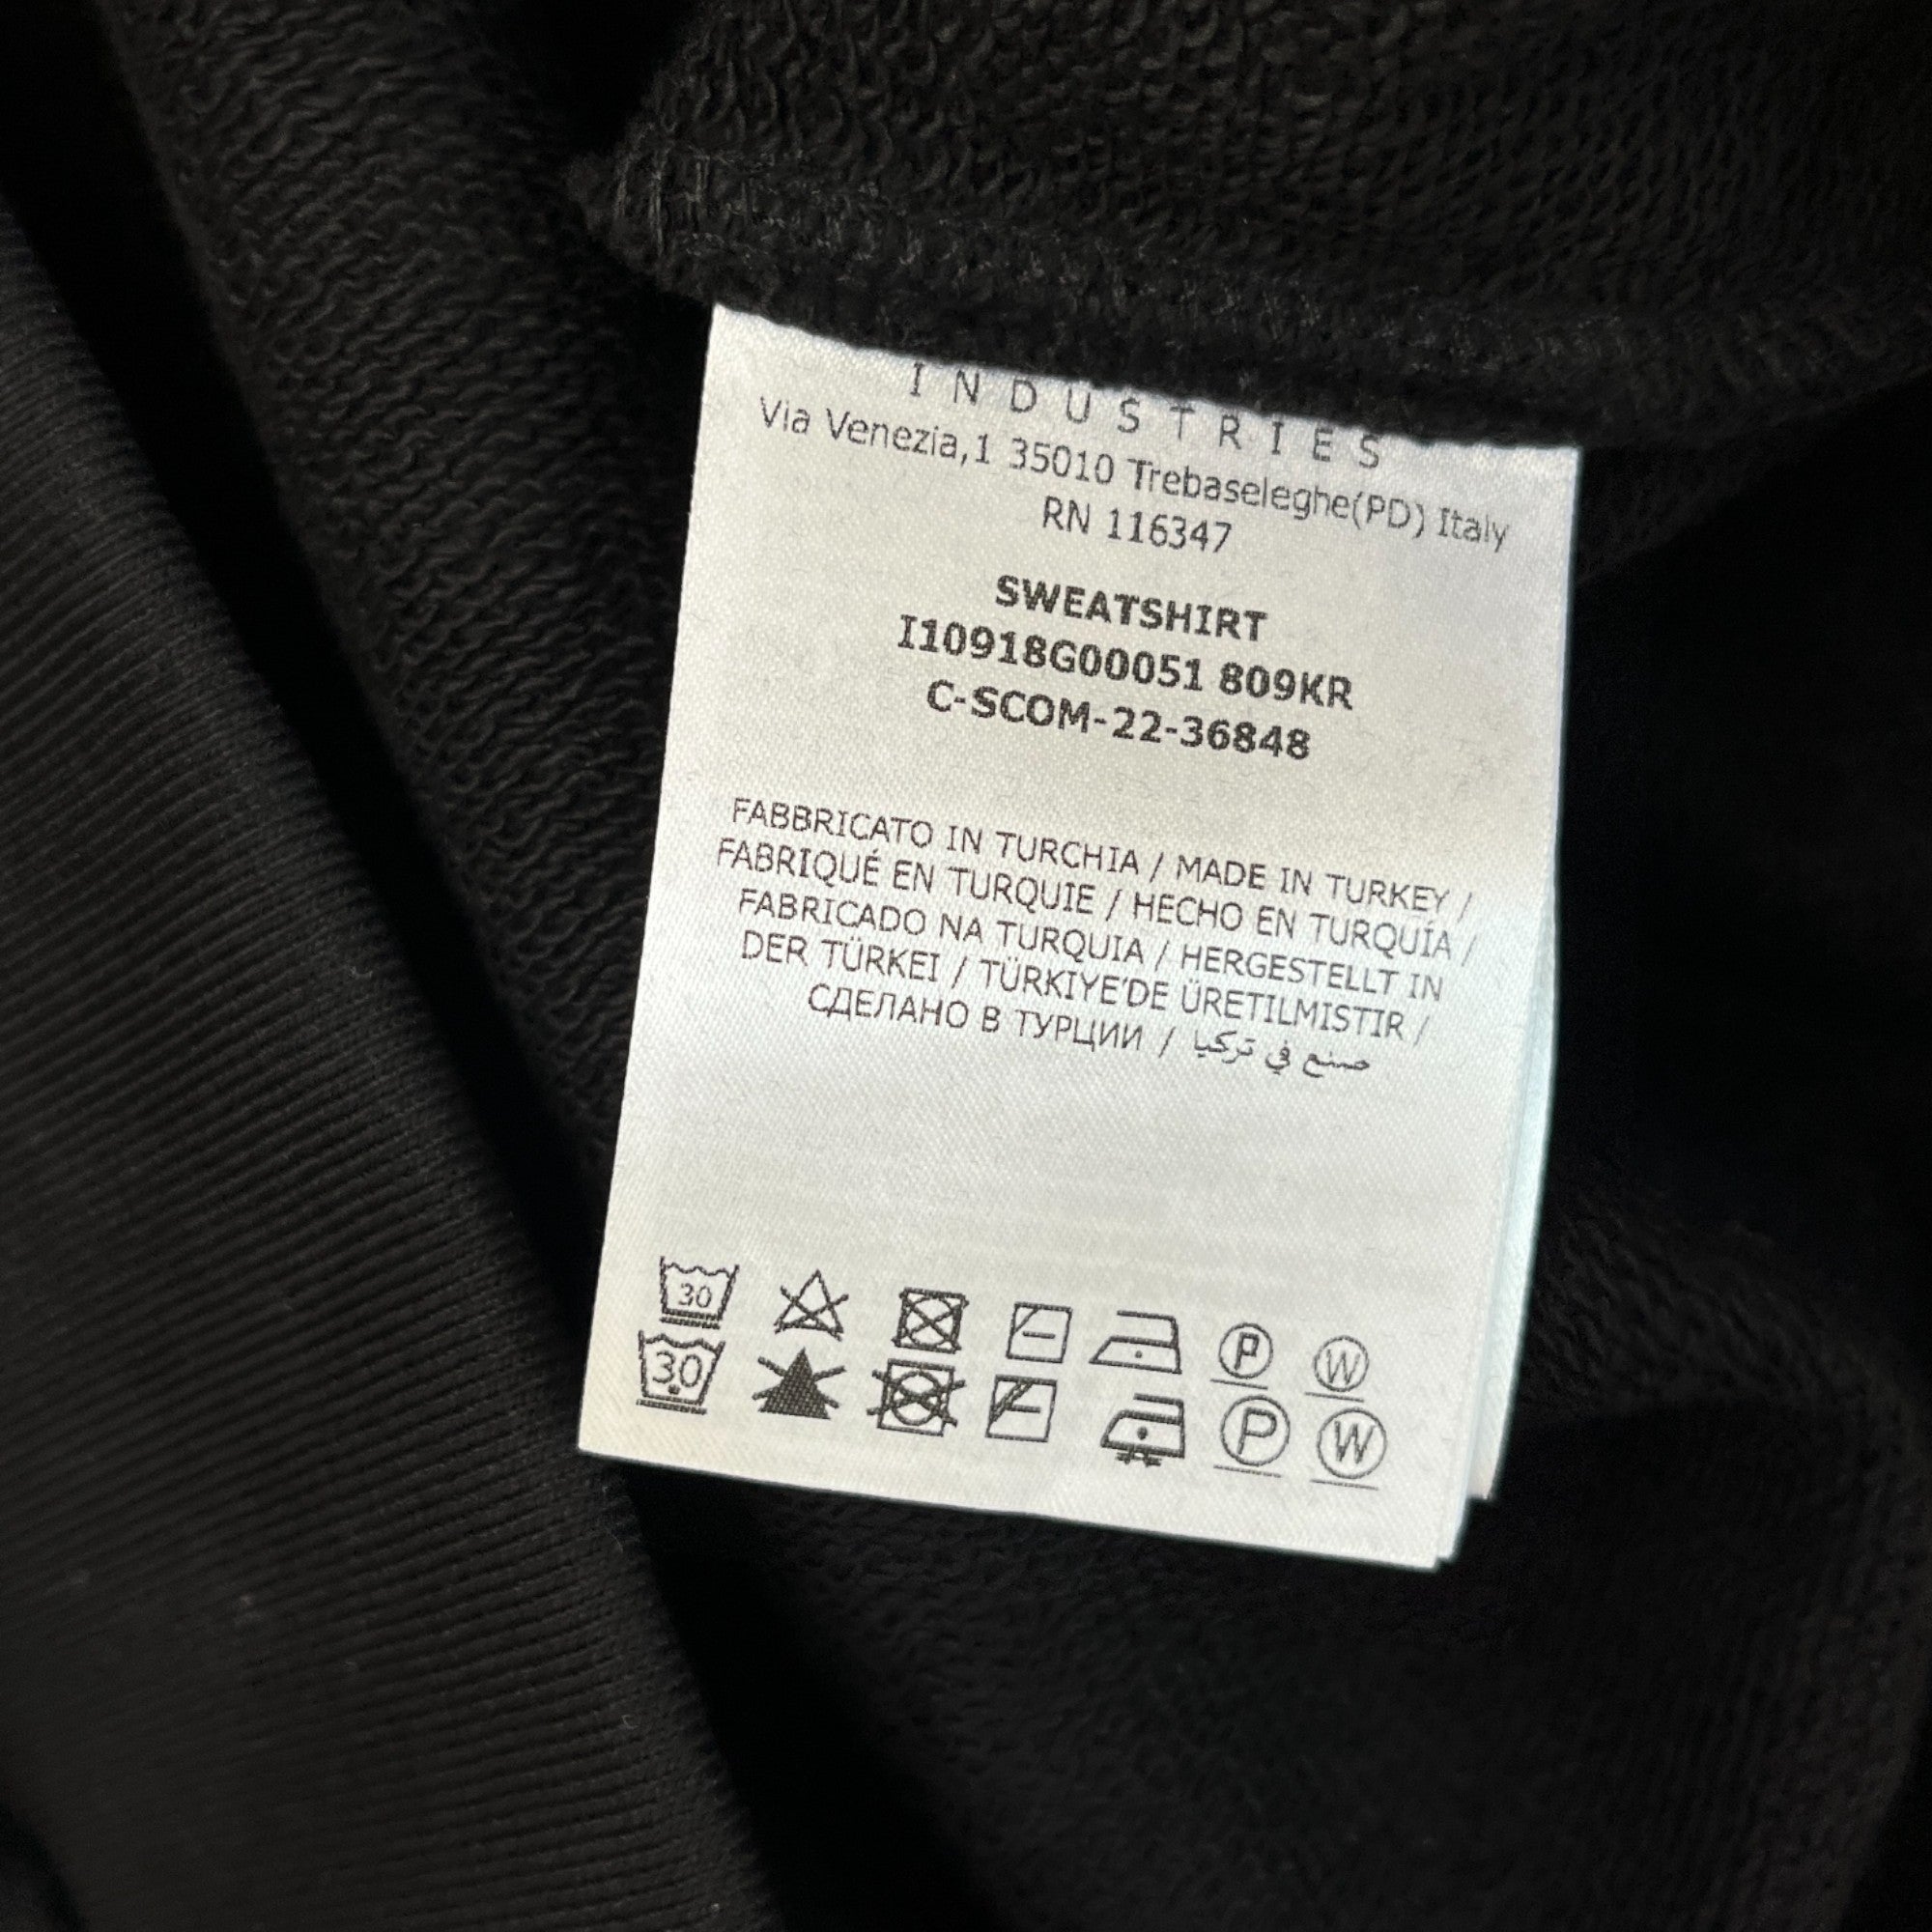 INDUSTRIES
Via Venezia,1 35010 Trebaseleghe(PD) Italy
RN 116347
SWEATSHIRT
I10918G00051 809KR
C-SCOM-22-36848
FABBRICATO IN TURCHIA / MADE IN TURKEY /
FABRIQUÉ EN TURQUIE / HECHO EN TURQUÍA /
FABRICADO NA TURQUIA / HERGESTELLT IN
DER TÜRKEI / TÜRKIYE'DE ÜRETILMISTIR /
СДЕЛАНО В ТУРЦИИ / صنع في تركيا
30 P W
30 P W